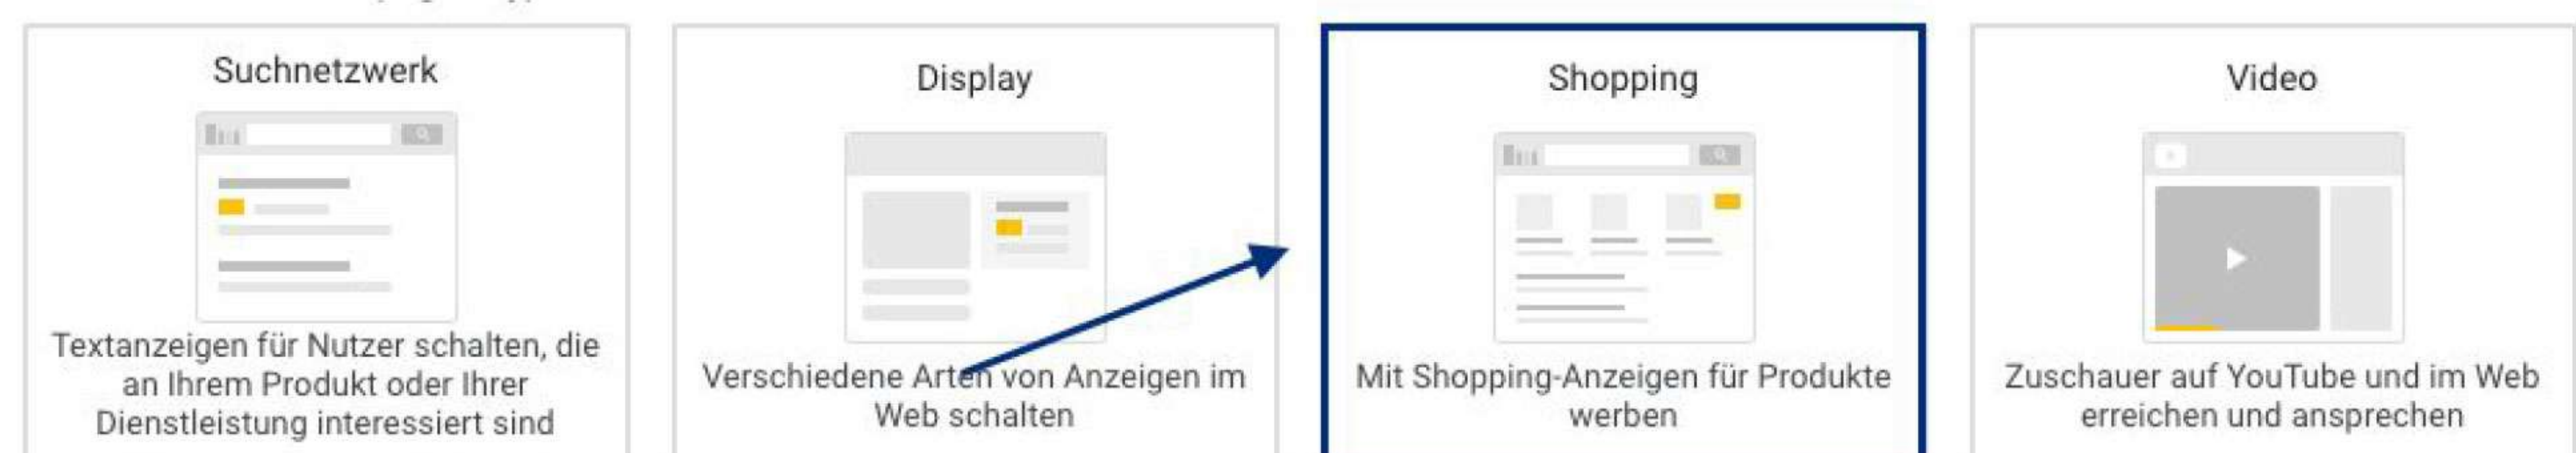 Suchnetzwerk
Textanzeigen für Nutzer schalten, die
an Ihrem Produkt oder Ihrer
Dienstleistung interessiert sind
Display
Verschiedene Arten von Anzeigen im
Web schalten
Shopping
Mit Shopping-Anzeigen für Produkte
werben
Video
Zuschauer auf YouTube und im Web
erreichen und ansprechen